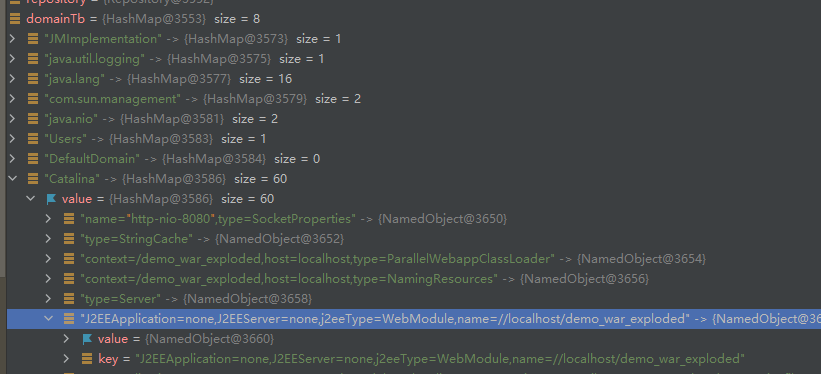 repository = {HashMap@3552}
domainTb = {HashMap@3553} size = 8
"JMImplementation" -> {HashMap@3573} size = 1
"java.util.logging" -> {HashMap@3575} size = 1
"java.lang" -> {HashMap@3577} size = 16
"com.sun.management" -> {HashMap@3579} size = 2
"java.nio" -> {HashMap@3581} size = 2
"Users" -> {HashMap@3583} size = 1
"DefaultDomain" -> {HashMap@3584} size = 0
"Catalina" -> {HashMap@3586} size = 60
value = {HashMap@3586} size = 60
"name="http-nio-8080",type=SocketProperties" -> {NamedObject@3650}
"type=StringCache" -> {NamedObject@3652}
"context=/demo_war_exploded,host=localhost,type=ParallelWebappClassLoader" -> {NamedObject@3654}
"context=/demo_war_exploded,host=localhost,type=NamingResources" -> {NamedObject@3656}
"type=Server" -> {NamedObject@3658}
"J2EEApplication=none,J2EEServer=none,j2eeType=WebModule,name=//localhost/demo_war_exploded" -> {NamedObject@36
value = {NamedObject@3660}
key = "J2EEApplication=none,J2EEServer=none,j2eeType=WebModule,name=//localhost/demo_war_exploded"